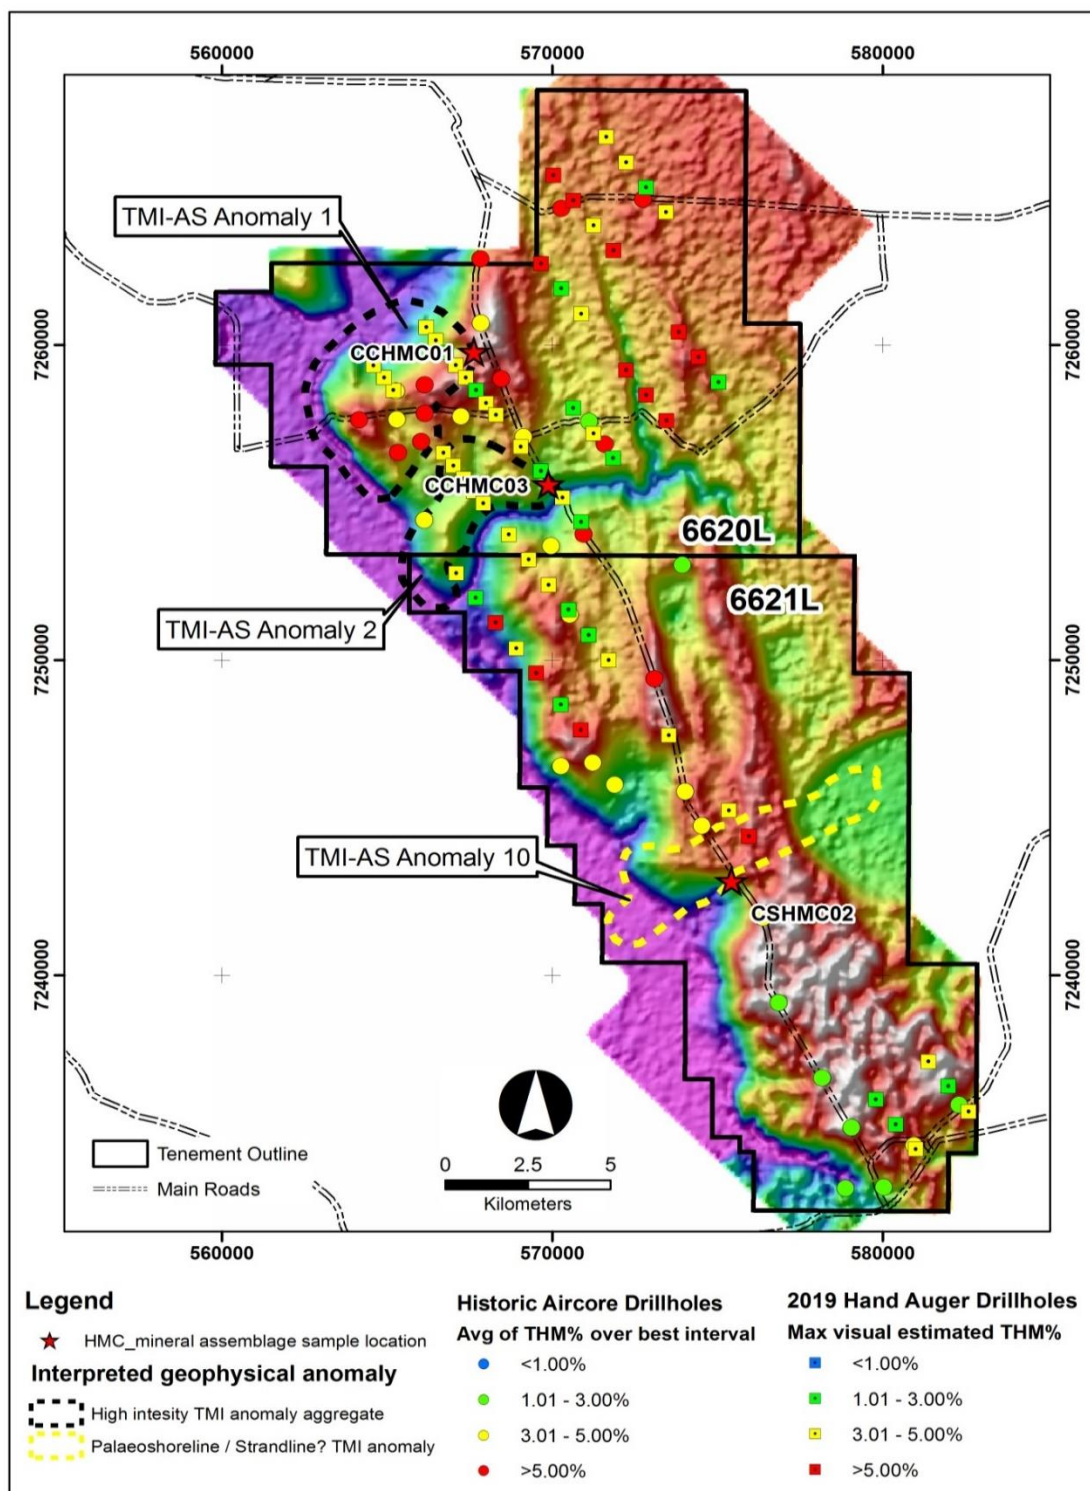 560000
570000
580000
TMI-AS Anomaly 1
7260000
7260000
CCHMC01
CCHMC03
6620L
6621L
TMI-AS Anomaly 2
7250000
7250000
TMI-AS Anomaly 10
CSHMC02
7240000
7240000
Tenement Outline
Main Roads
0 2.5 5
Kilometers
560000
570000
580000
Legend
HMC_mineral assemblage sample location
Interpreted geophysical anomaly
High intesity TMI anomaly aggregate
Palaeoshoreline / Strandline? TMI anomaly
Historic Aircore Drillholes
Avg of THM% over best interval
<1.00%
1.01 - 3.00%
3.01 - 5.00%
>5.00%
2019 Hand Auger Drillholes
Max visual estimated THM%
<1.00%
1.01 - 3.00%
3.01 - 5.00%
>5.00%